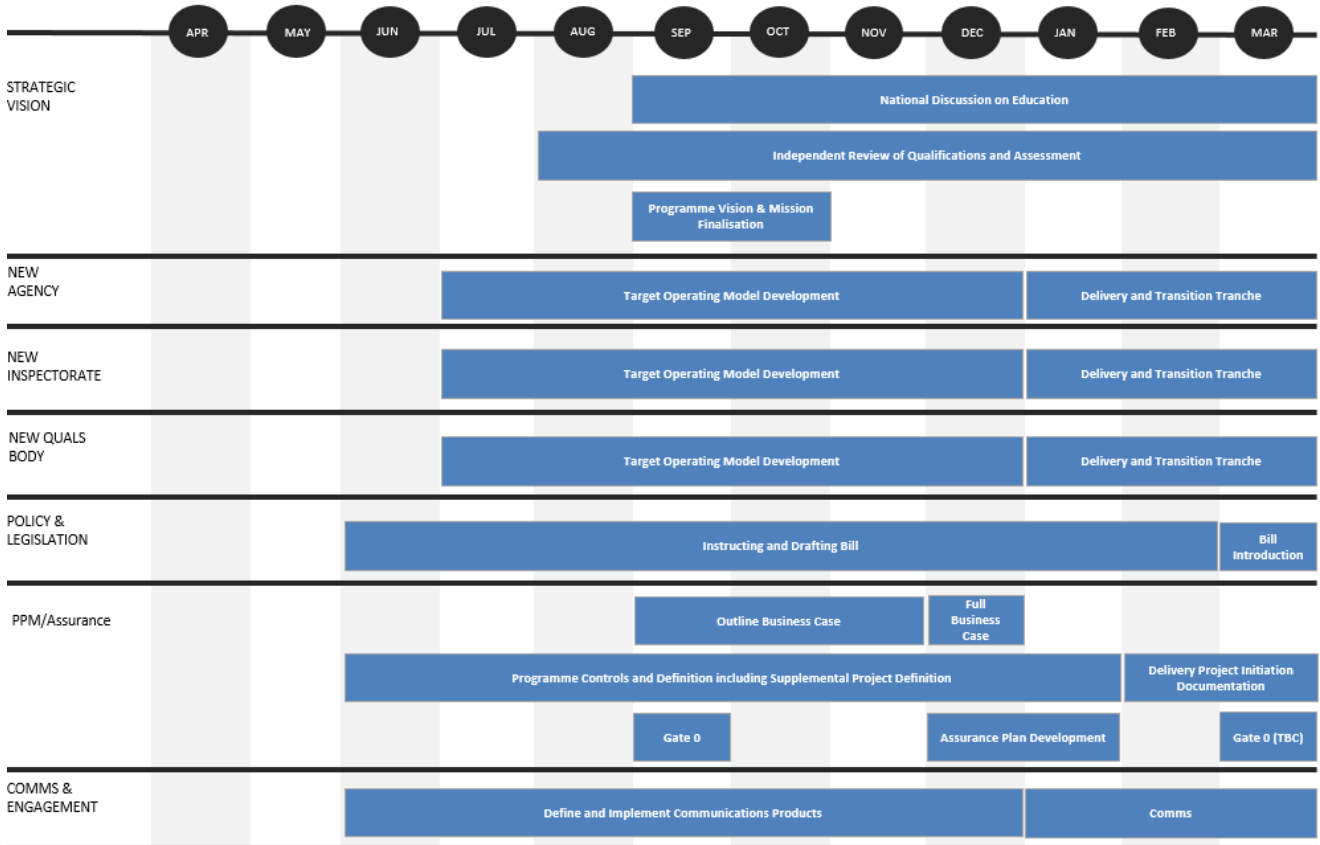 APR MAY JUN JUL AUG SEP OCT NOV DEC JAN FEB MAR
STRATEGIC
VISION
National Discussion on Education
Independent Review of Qualifications and Assessment
Programme Vision & Mission
Finalisation
NEW
AGENCY
Target Operating Model Development
Delivery and Transition Tranche
NEW
INSPECTORATE
Target Operating Model Development
Delivery and Transition Tranche
NEW QUALS
BODY
Target Operating Model Development
Delivery and Transition Tranche
POLICY &
LEGISLATION
Instructing and Drafting Bill
Bill
Introduction
PPM/Assurance
Outline Business Case
Full
Business
Case
Programme Controls and Definition including Supplemental Project Definition
Delivery Project Initiation
Documentation
Gate 0
Assurance Plan Development
Gate 0 (TBC)
COMMS &
ENGAGEMENT
Define and Implement Communications Products
Comms